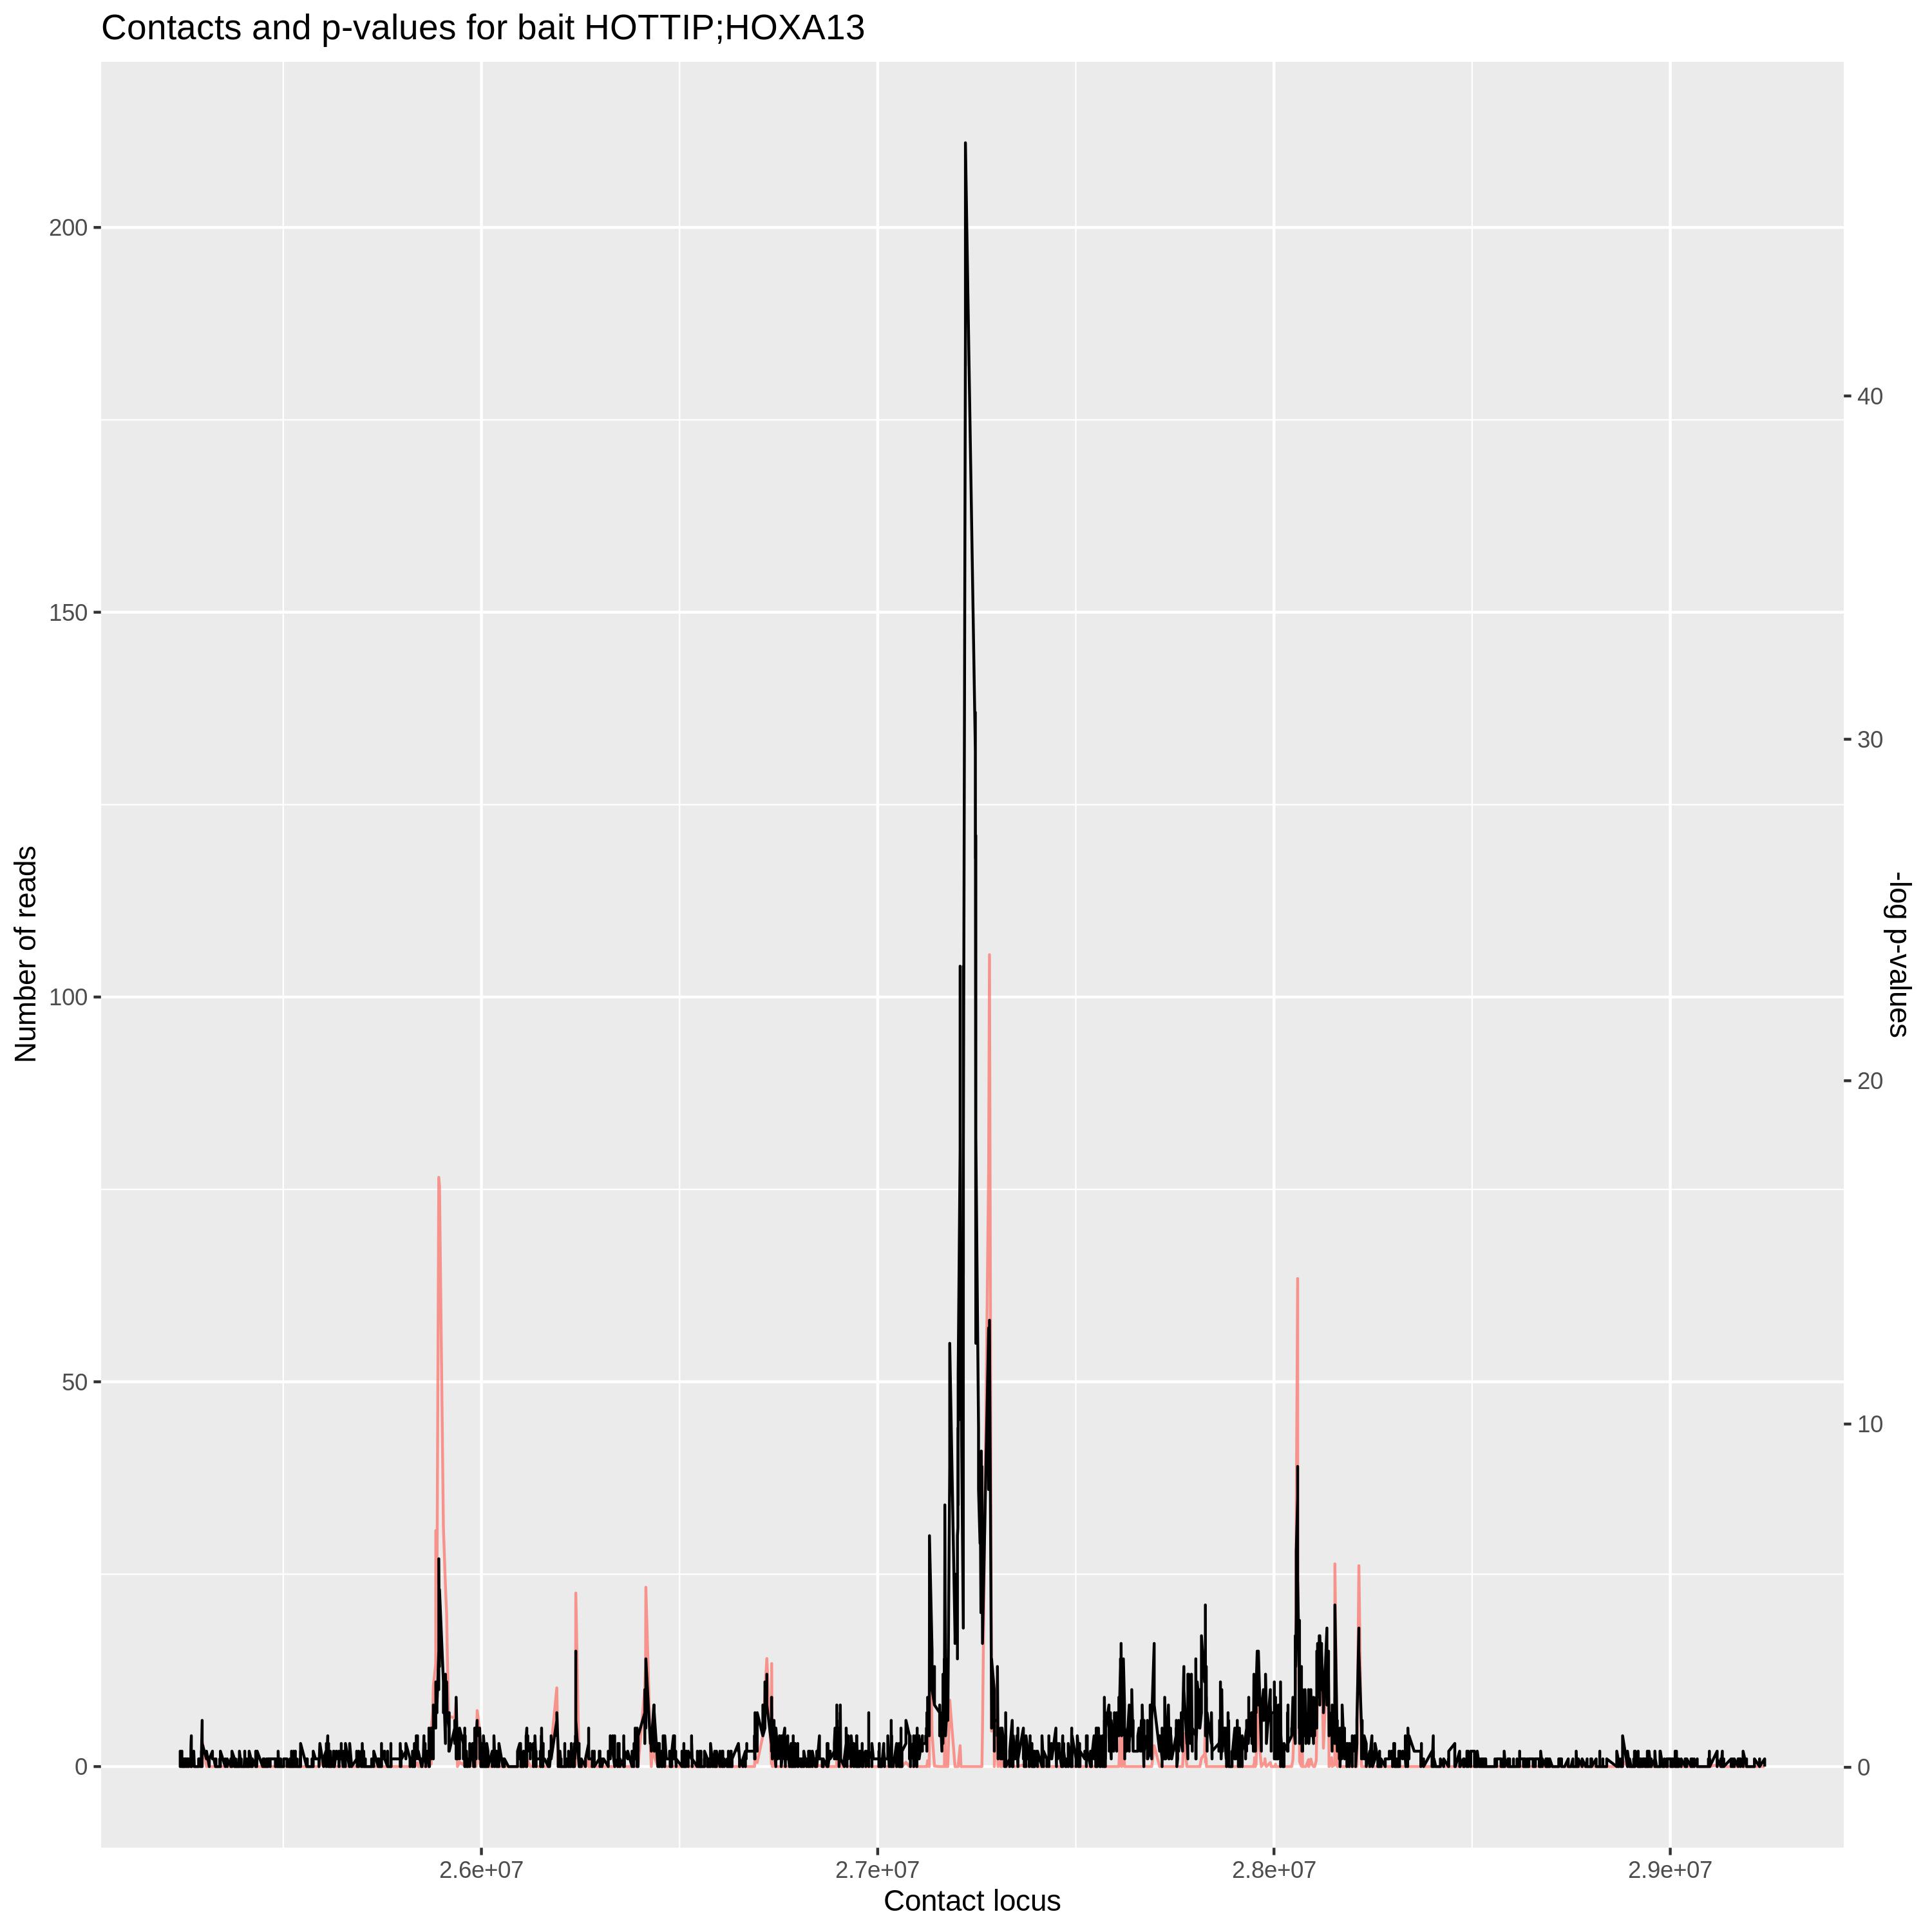 Contacts and p-values for bait HOTTIP;HOXA13
Number of reads
200
150
100
50
0
40
30
20
10
0
-log p-values
2.6e+07
2.7e+07
2.8e+07
2.9e+07
Contact locus